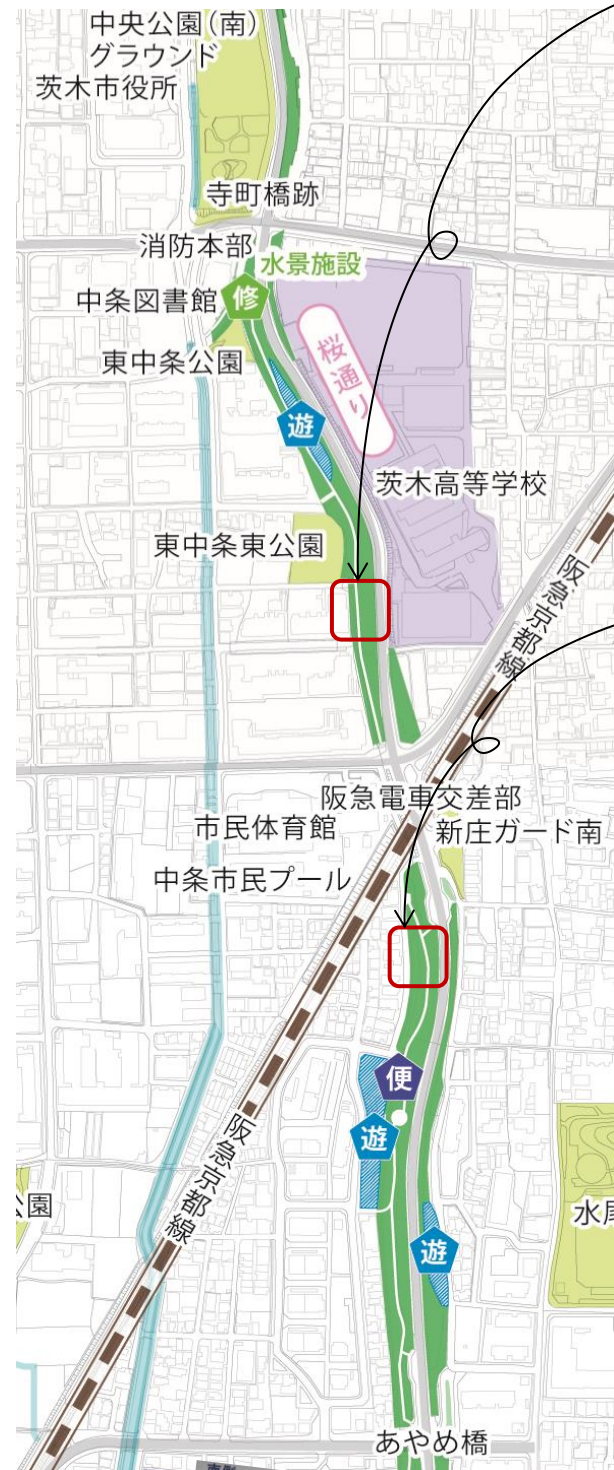 中央公園(南)
グラウンド
茨木市役所
寺町橋跡
消防本部
水景施設
中条図書館
修
東中条公園
桜通り
遊
茨木高等学校
東中条東公園
阪急京都線
阪急電車交差部
市民体育館
新庄ガード南
中条市民プール
便
遊
阪急京都線
公園
水尾
遊
あやめ橋